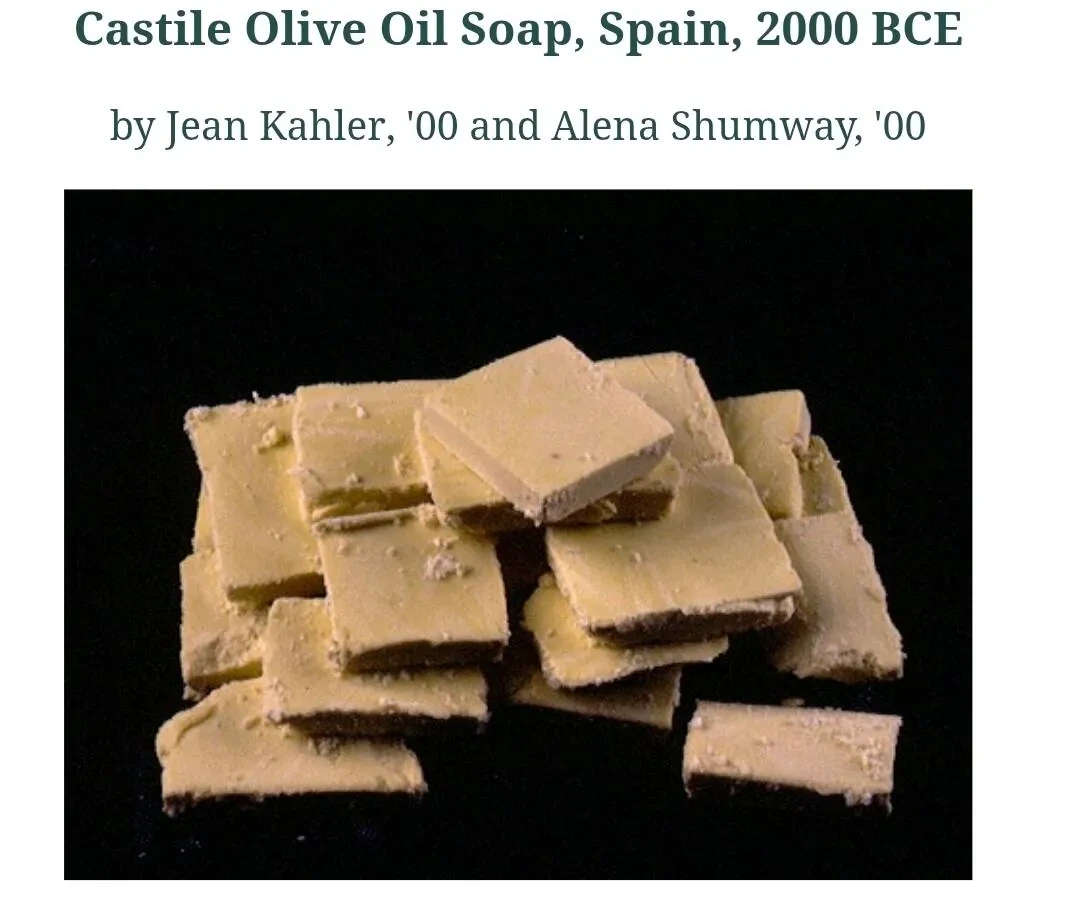 Castile Olive Oil Soap, Spain, 2000 BCE
by Jean Kahler, '00 and Alena Shumway, '00